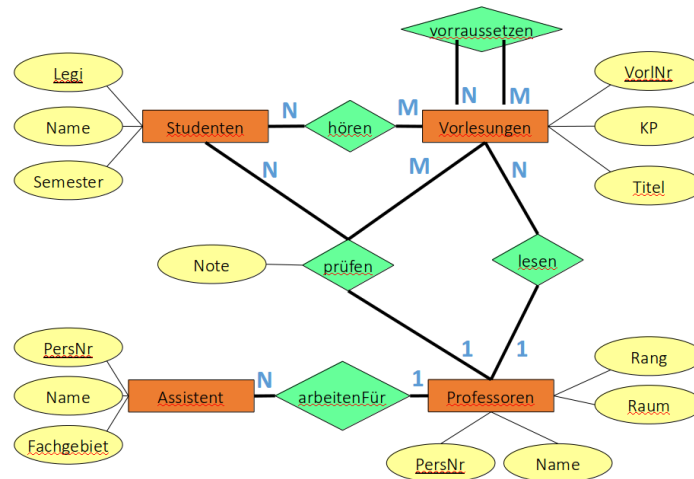 vorraussetzen
Legi
VorlNr
N
M
N
M
Name
Studenten
hören
Vorlesungen
KP
N
M
N
Semester
Titel
Note
prüfen
lesen
PersNr
1
1
Rang
N
1
Name
Assistent
arbeitenFür
Professoren
Raum
Fachgebiet
PersNr
Name